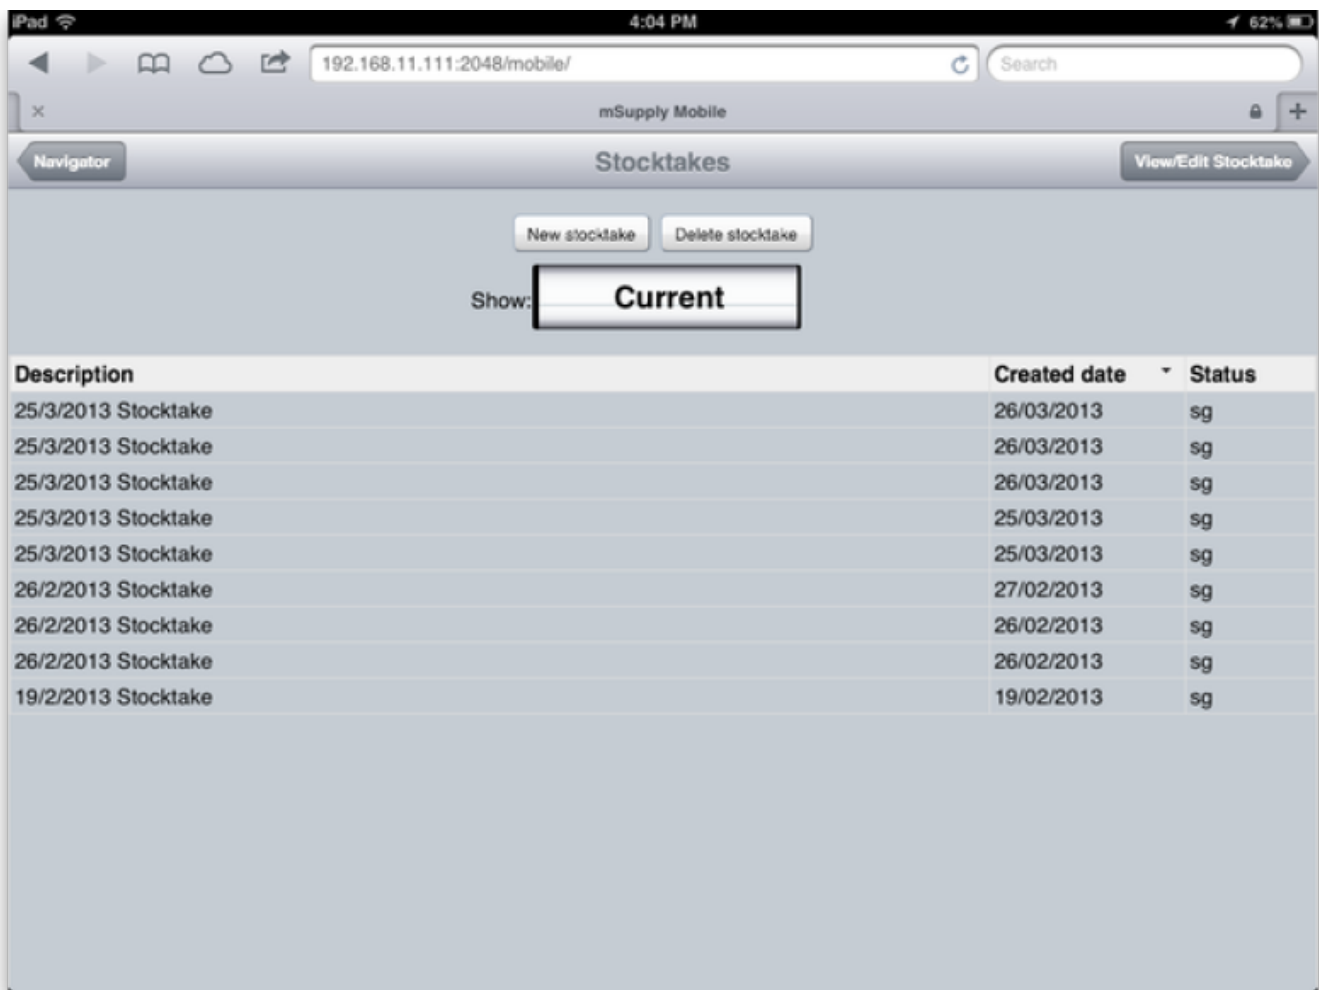 iPad 4:04 PM 62%
192.168.11.111:2048/mobile/ Search
mSupply Mobile
Navigator Stocktakes View/Edit Stocktake
New stocktake Delete stocktake
Show: Current
Description Created date Status
25/3/2013 Stocktake 26/03/2013 sg
25/3/2013 Stocktake 26/03/2013 sg
25/3/2013 Stocktake 26/03/2013 sg
25/3/2013 Stocktake 25/03/2013 sg
25/3/2013 Stocktake 25/03/2013 sg
26/2/2013 Stocktake 27/02/2013 sg
26/2/2013 Stocktake 26/02/2013 sg
26/2/2013 Stocktake 26/02/2013 sg
19/2/2013 Stocktake 19/02/2013 sg